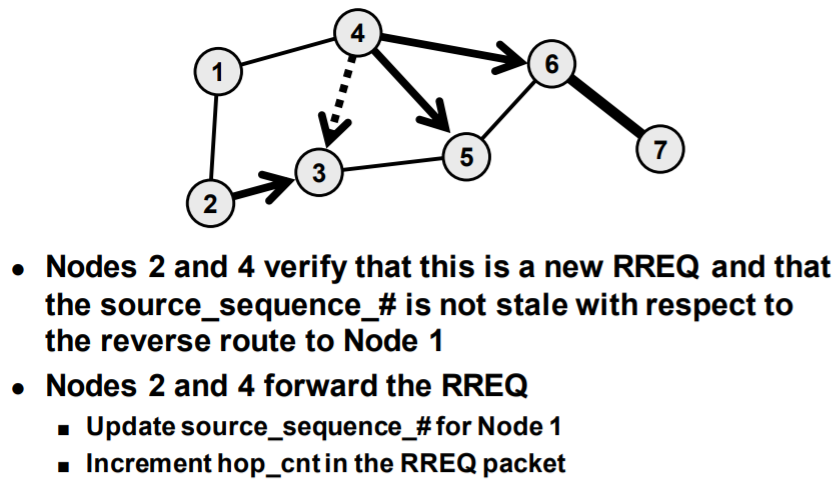 4
1
6
7
5
3
2
• Nodes 2 and 4 verify that this is a new RREQ and that
the source_sequence_# is not stale with respect to
the reverse route to Node 1
• Nodes 2 and 4 forward the RREQ
▪ Update source_sequence_# for Node 1
▪ Increment hop_cnt in the RREQ packet